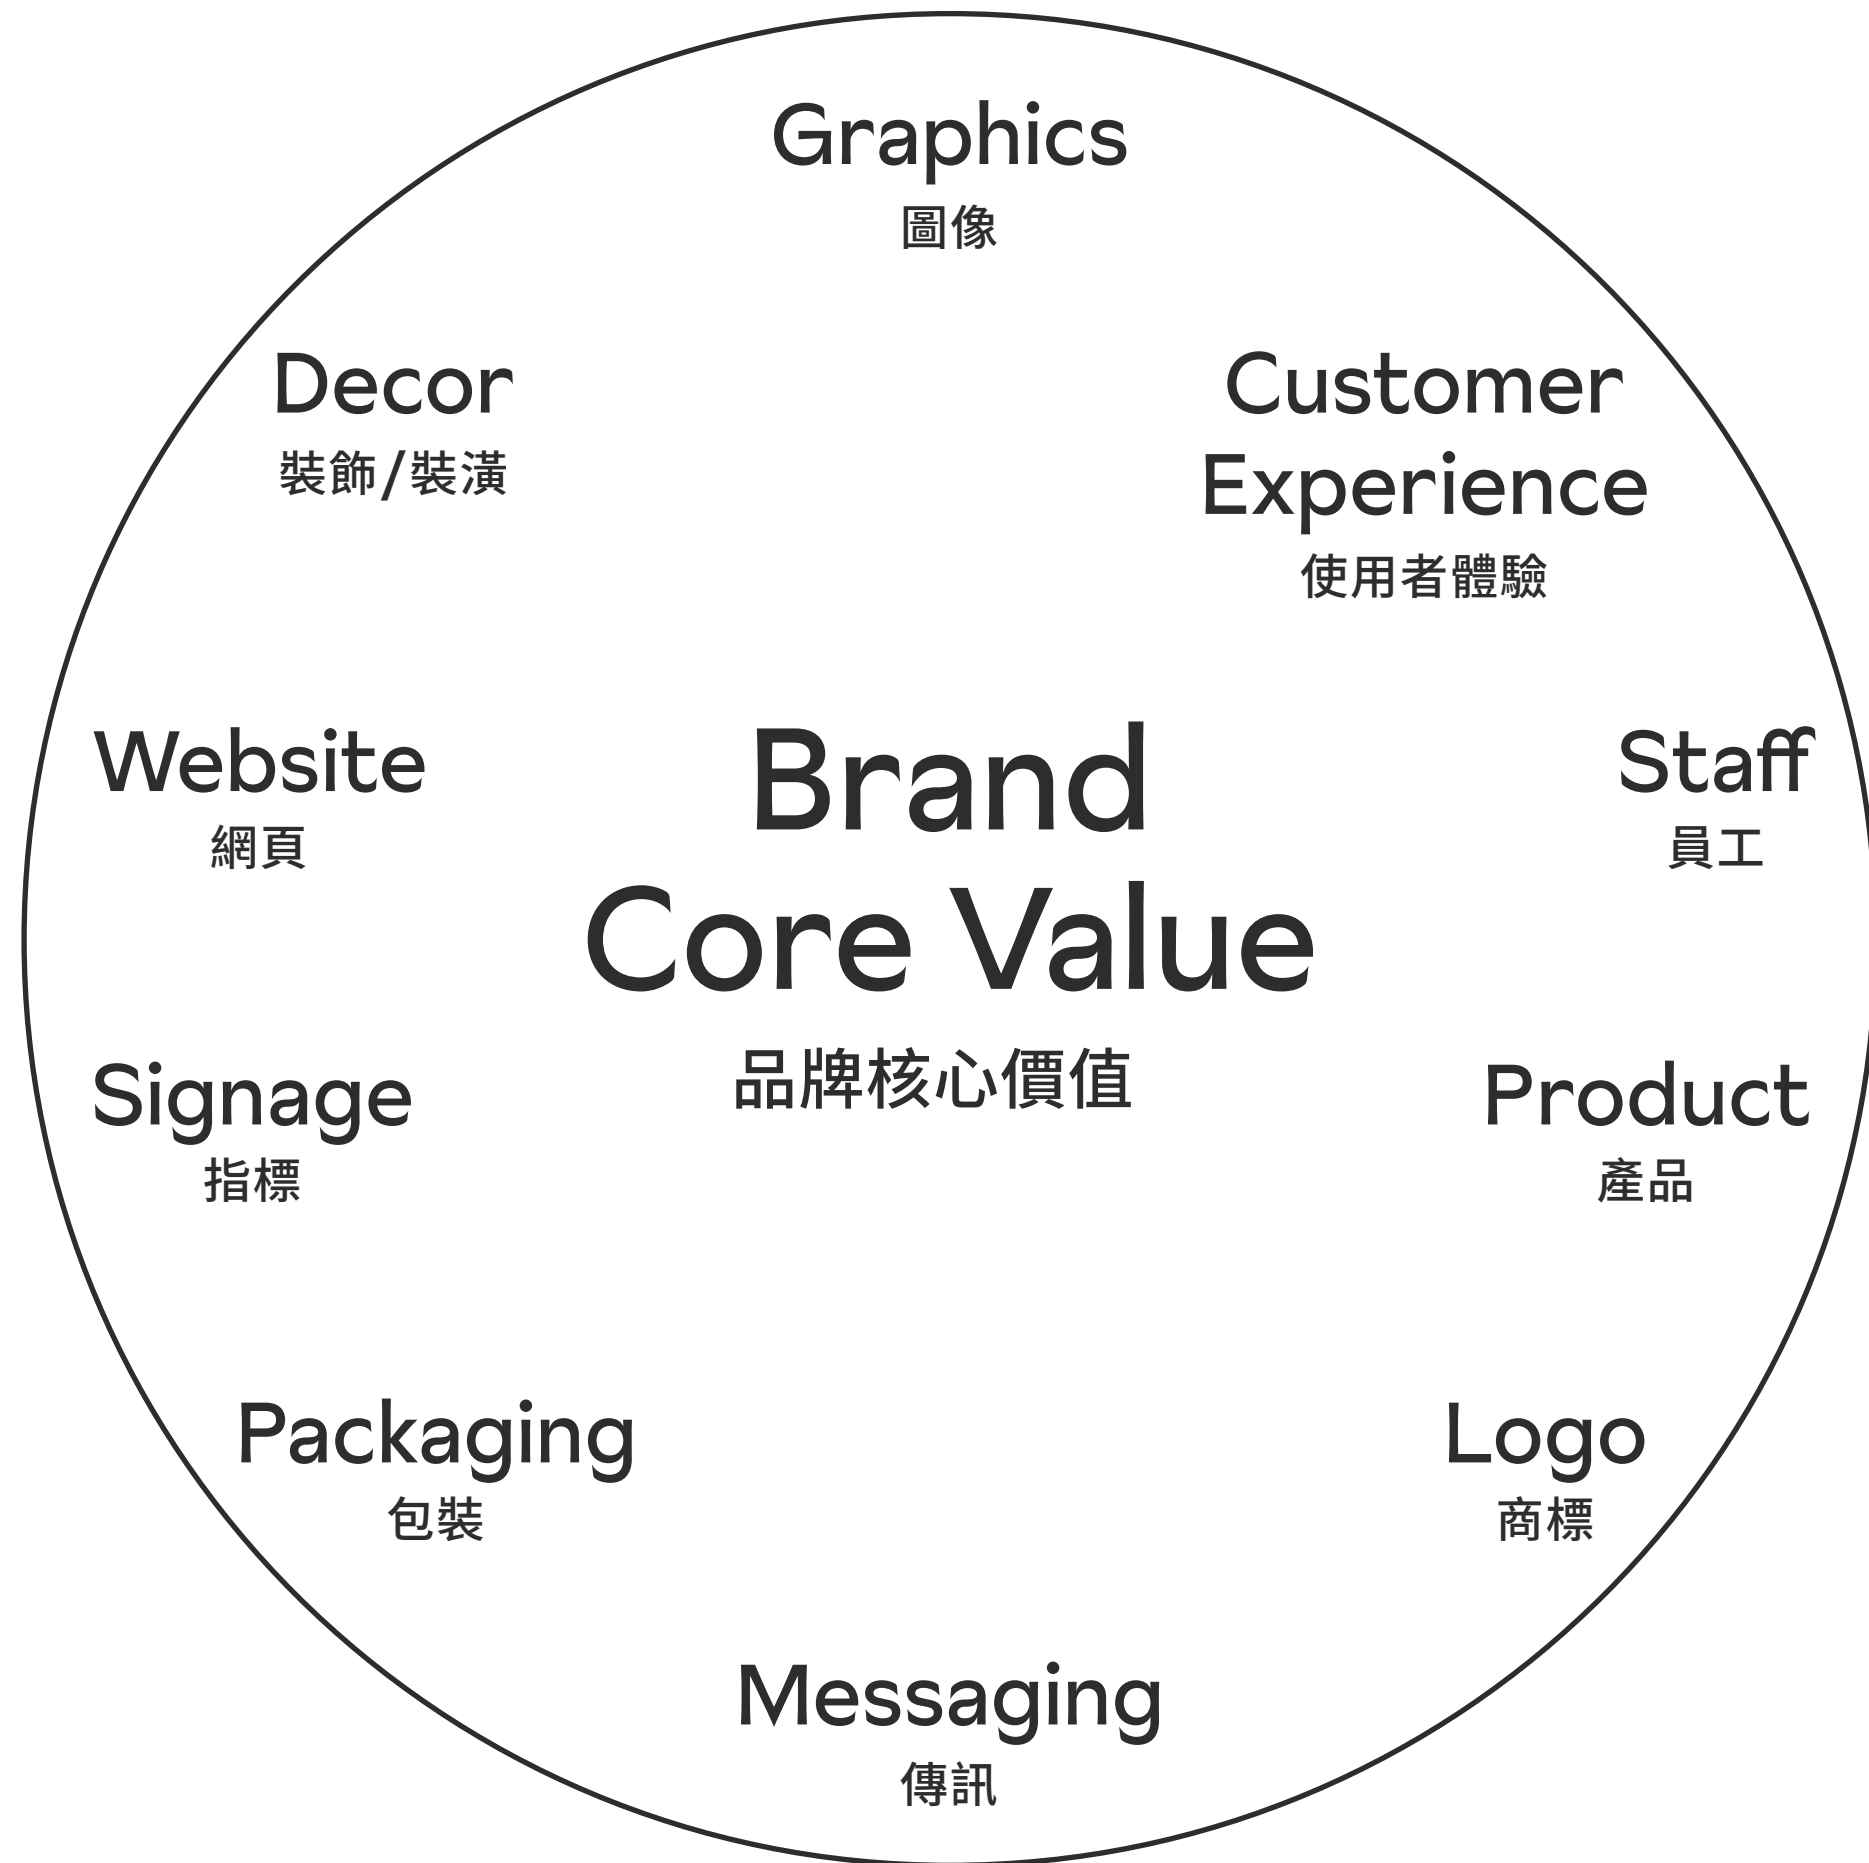 Graphics
圖像
Decor
裝飾/裝潢
Customer
Experience
使用者體驗
Website
網頁
Brand
Core Value
品牌核心價值
Staff
員工
Signage
指標
Product
產品
Packaging
包裝
Logo
商標
Messaging
傳訊